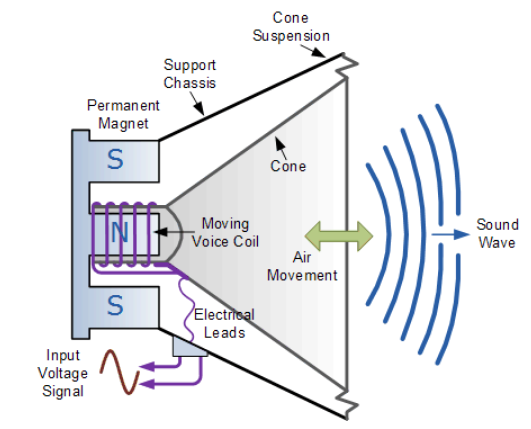 Cone
Suspension
Support
Chassis
Permanent
Magnet
S
Cone
N
Moving
Voice Coil
Sound
Wave
Air
Movement
S
Electrical
Leads
Input
Voltage
Signal